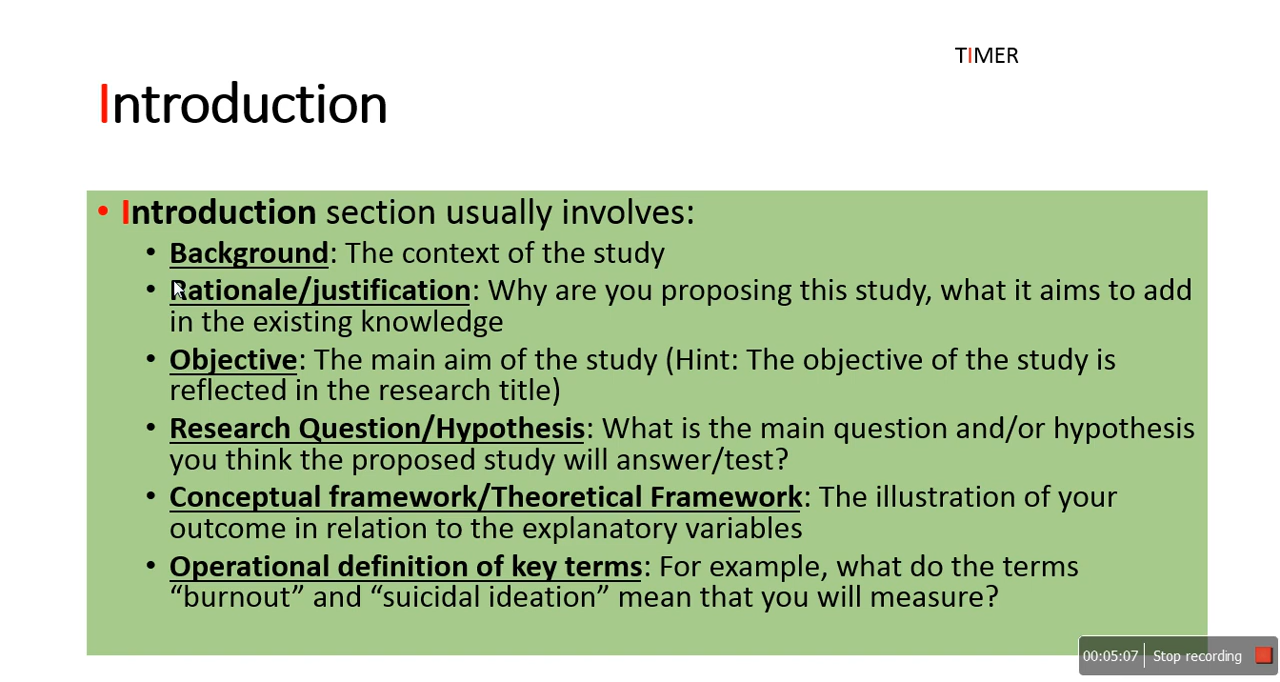 TIMER
Introduction
• Introduction section usually involves:
• Background: The context of the study
• Rationale/justification: Why are you proposing this study, what it aims to add
in the existing knowledge
• Objective: The main aim of the study (Hint: The objective of the study is
reflected in the research title)
• Research Question/Hypothesis: What is the main question and/or hypothesis
you think the proposed study will answer/test?
• Conceptual framework/Theoretical Framework: The illustration of your
outcome in relation to the explanatory variables
• Operational definition of key terms: For example, what do the terms
“burnout” and “suicidal ideation” mean that you will measure?
00:05:07 Stop recording